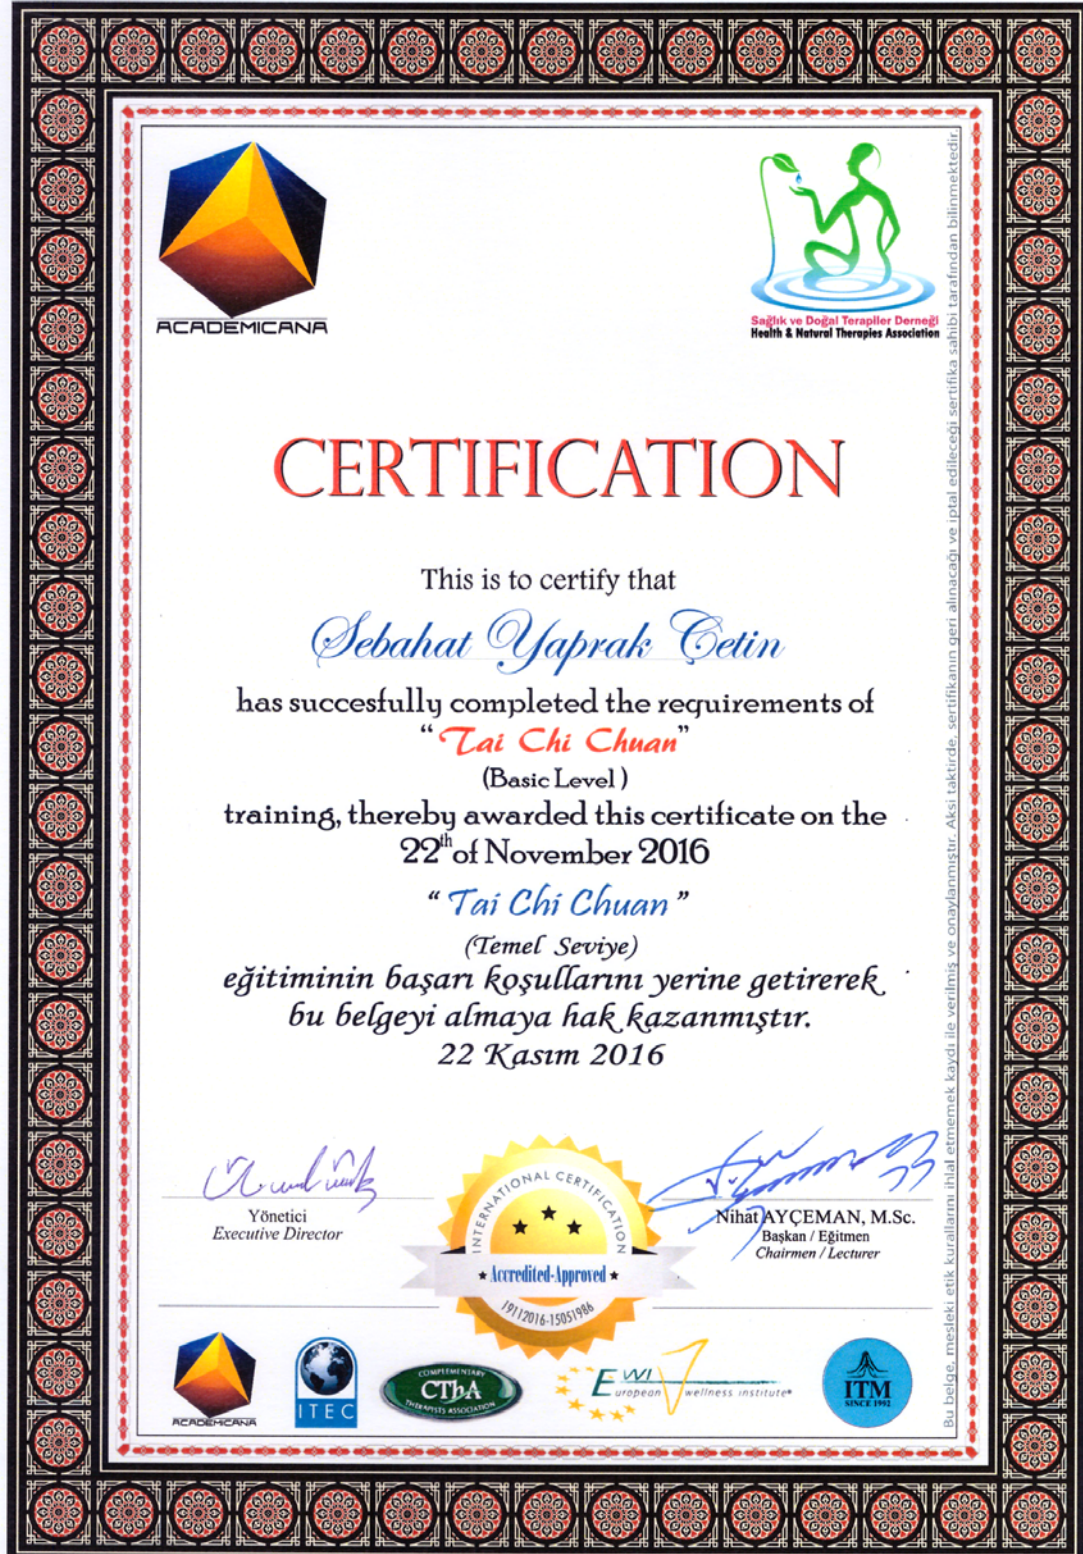 ACADEMICANA
Sağlık ve Doğal Terapiler Derneği
Health & Natural Therapies Association
CERTIFICATION
This is to certify that
Sebahat Yaprak Çetin
has succesfully completed the requirements of
“Tai Chi Chuan”
(Basic Level )
training, thereby awarded this certificate on the
22th of November 2016
“Tai Chi Chuan”
(Temel Seviye)
eğitiminin başarı koşullarını yerine getirerek
bu belgeyi almaya hak kazanmıştır.
22 Kasım 2016
Yönetici
Executive Director
INTERNATIONAL CERTIFICATION
Accredited-Approved
19112016-15051986
Nihat AYÇEMAN, M.Sc.
Başkan / Eğitmen
Chairmen / Lecturer
ACADEMICANA
ITEC
COMPLEMENTARY
CThA
THERAPISTS ASSOCIATION
EWI
European wellness institute
ITM
SINCE 1992
Bu belge, mesleki etik kurallarını ihlal etmemek kaydı ile verilmiş ve onaylanmıştır. Aksi taktirde, sertifikanın geri alınacağı ve iptal edileceği sertifika sahibi tarafından bilinmektedir.